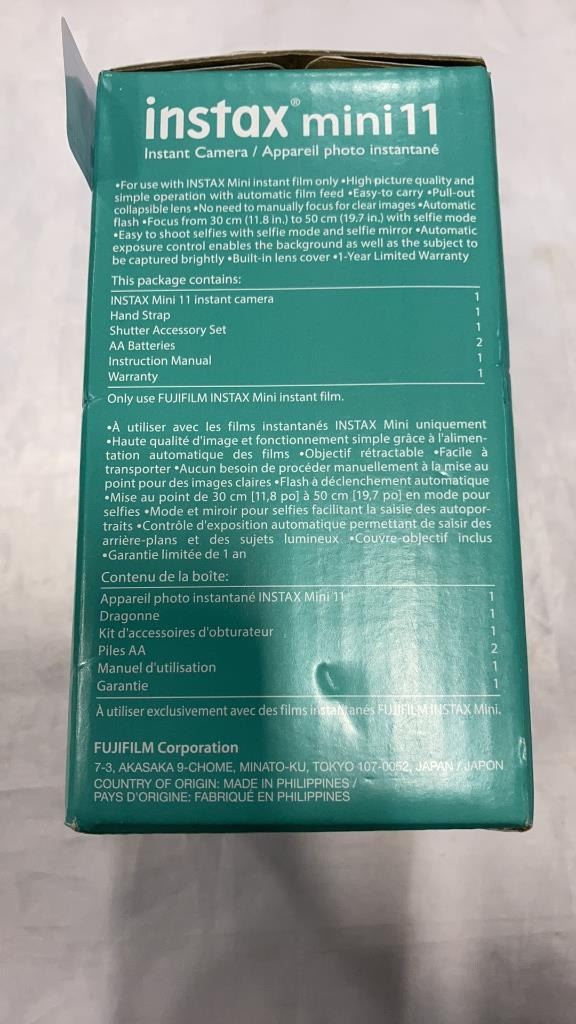 instax® mini 11
Instant Camera / Appareil photo instantané
•For use with INSTAX Mini instant film only •High picture quality and
simple operation with automatic film feed •Easy-to carry •Pull-out
collapsible lens •No need to manually focus for clear images •Automatic
flash •Focus from 30 cm (11.8 in.) to 50 cm (19.7 in.) with selfie mode
•Easy to shoot selfies with selfie mode and selfie mirror •Automatic
exposure control enables the background as well as the subject to
be captured brightly •Built-in lens cover •1-Year Limited Warranty
This package contains:
INSTAX Mini 11 instant camera 1
Hand Strap 1
Shutter Accessory Set 1
AA Batteries 2
Instruction Manual 1
Warranty 1
Only use FUJIFILM INSTAX Mini instant film.
•À utiliser avec les films instantanés INSTAX Mini uniquement
•Haute qualité d'image et fonctionnement simple grâce à l'alimen-
tation automatique des films •Objectif rétractable •Facile à
transporter •Aucun besoin de procéder manuellement à la mise au
point pour des images claires •Flash à déclenchement automatique
•Mise au point de 30 cm [11,8 po] à 50 cm [19,7 po] en mode pour
selfies •Mode et miroir pour selfies facilitant la saisie des autopor-
traits •Contrôle d'exposition automatique permettant de saisir des
arrière-plans et des sujets lumineux •Couvre-objectif inclus
•Garantie limitée de 1 an
Contenu de la boîte:
Appareil photo instantané INSTAX Mini 11 1
Dragonne 1
Kit d'accessoires d'obturateur 1
Piles AA 2
Manuel d'utilisation 1
Garantie 1
À utiliser exclusivement avec des films instantanés FUJIFILM INSTAX Mini.
FUJIFILM Corporation
7-3, AKASAKA 9-CHOME, MINATO-KU, TOKYO 107-0052, JAPAN / JAPON
COUNTRY OF ORIGIN: MADE IN PHILIPPINES /
PAYS D'ORIGINE: FABRIQUÉ EN PHILIPPINES